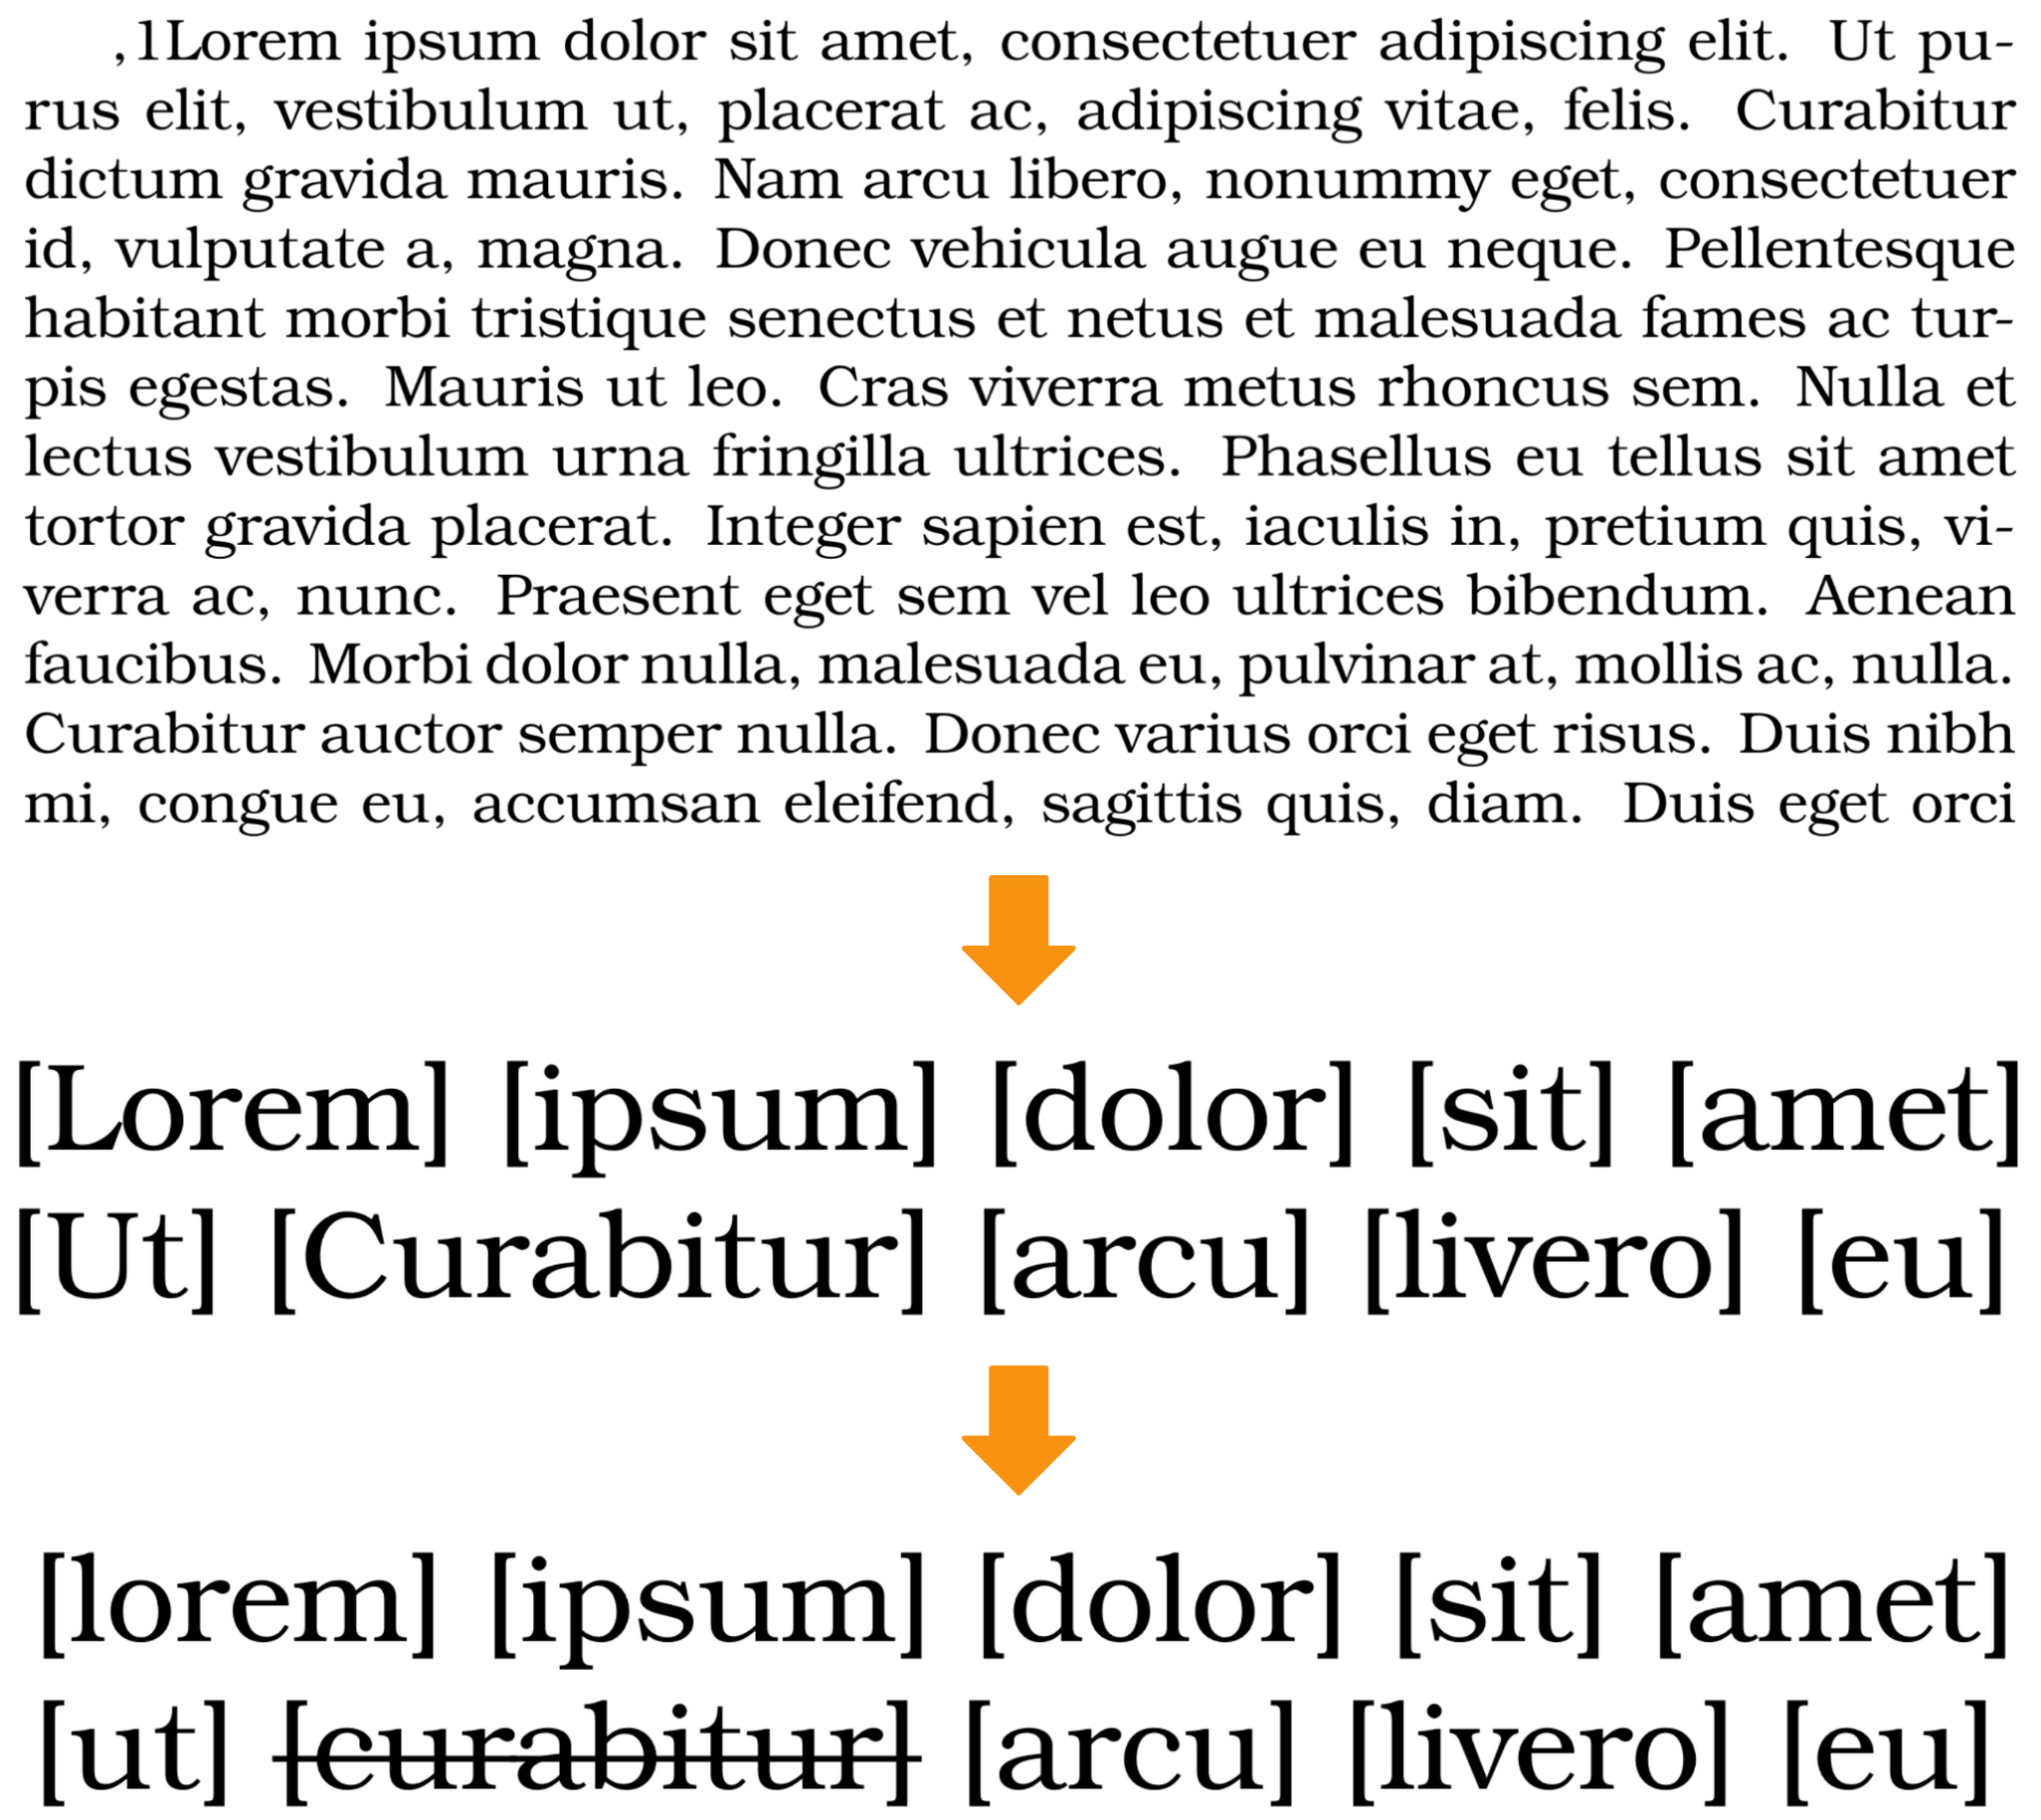 ,1Lorem ipsum dolor sit amet, consectetuer adipiscing elit. Ut pu-
rus elit, vestibulum ut, placerat ac, adipiscing vitae, felis. Curabitur
dictum gravida mauris. Nam arcu libero, nonummy eget, consectetuer
id, vulputate a, magna. Donec vehicula augue eu neque. Pellentesque
habitant morbi tristique senectus et netus et malesuada fames ac tur-
pis egestas. Mauris ut leo. Cras viverra metus rhoncus sem. Nulla et
lectus vestibulum urna fringilla ultrices. Phasellus eu tellus sit amet
tortor gravida placerat. Integer sapien est, iaculis in, pretium quis, vi-
verra ac, nunc. Praesent eget sem vel leo ultrices bibendum. Aenean
faucibus. Morbi dolor nulla, malesuada eu, pulvinar at, mollis ac, nulla.
Curabitur auctor semper nulla. Donec varius orci eget risus. Duis nibh
mi, congue eu, accumsan eleifend, sagittis quis, diam. Duis eget orci
[Lorem] [ipsum] [dolor] [sit] [amet]
[Ut] [Curabitur] [arcu] [livero] [eu]
[lorem] [ipsum] [dolor] [sit] [amet]
[ut] [curabitur] [arcu] [livero] [eu]